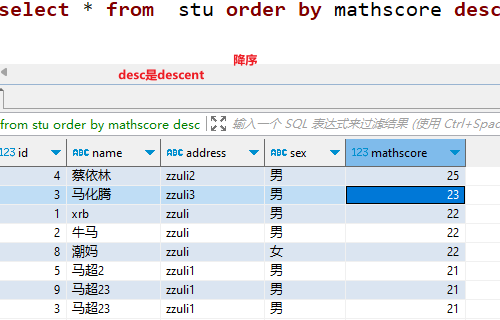 select * from  stu order by mathscore desc
降序
desc是descent
from stu order by mathscore desc 输入一个 SQL 表达式来过滤结果 (使用 Ctrl+Spac
123 id ABC name ABC address ABC sex 123 mathscore
4 蔡依林 zzuli2 男 25
3 马化腾 zzuli3 男 23
1 xrb zzuli 男 22
2 牛马 zzuli 男 22
8 潮妈 zzuli 女 22
5 马超2 zzuli1 男 21
9 马超23 zzuli1 男 21
3 马超23 zzuli1 男 21